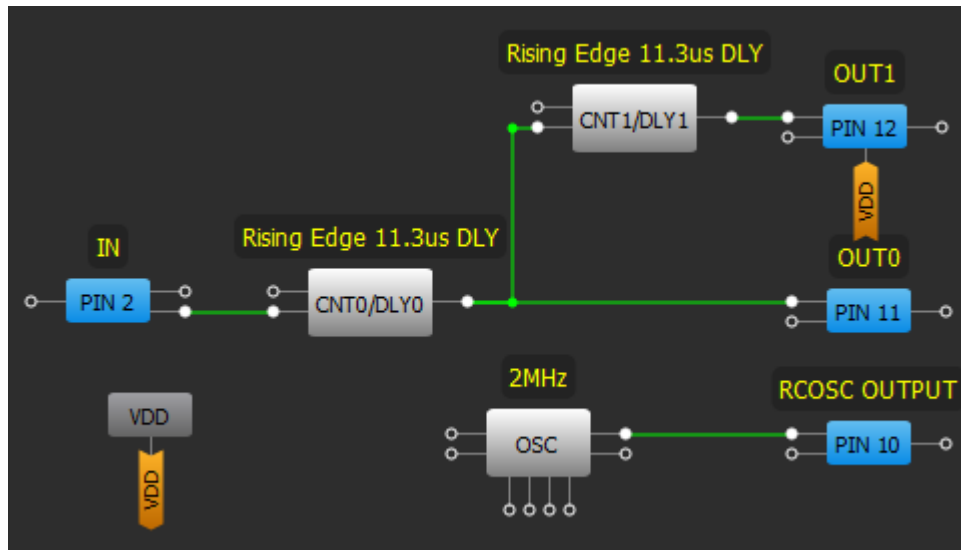 Rising Edge 11.3us DLY
OUT1
CNT1/DLY1
PIN 12
VDD
IN
Rising Edge 11.3us DLY
OUT0
PIN 2
CNT0/DLY0
PIN 11
2MHz
RCOSC OUTPUT
VDD
OSC
PIN 10
VDD